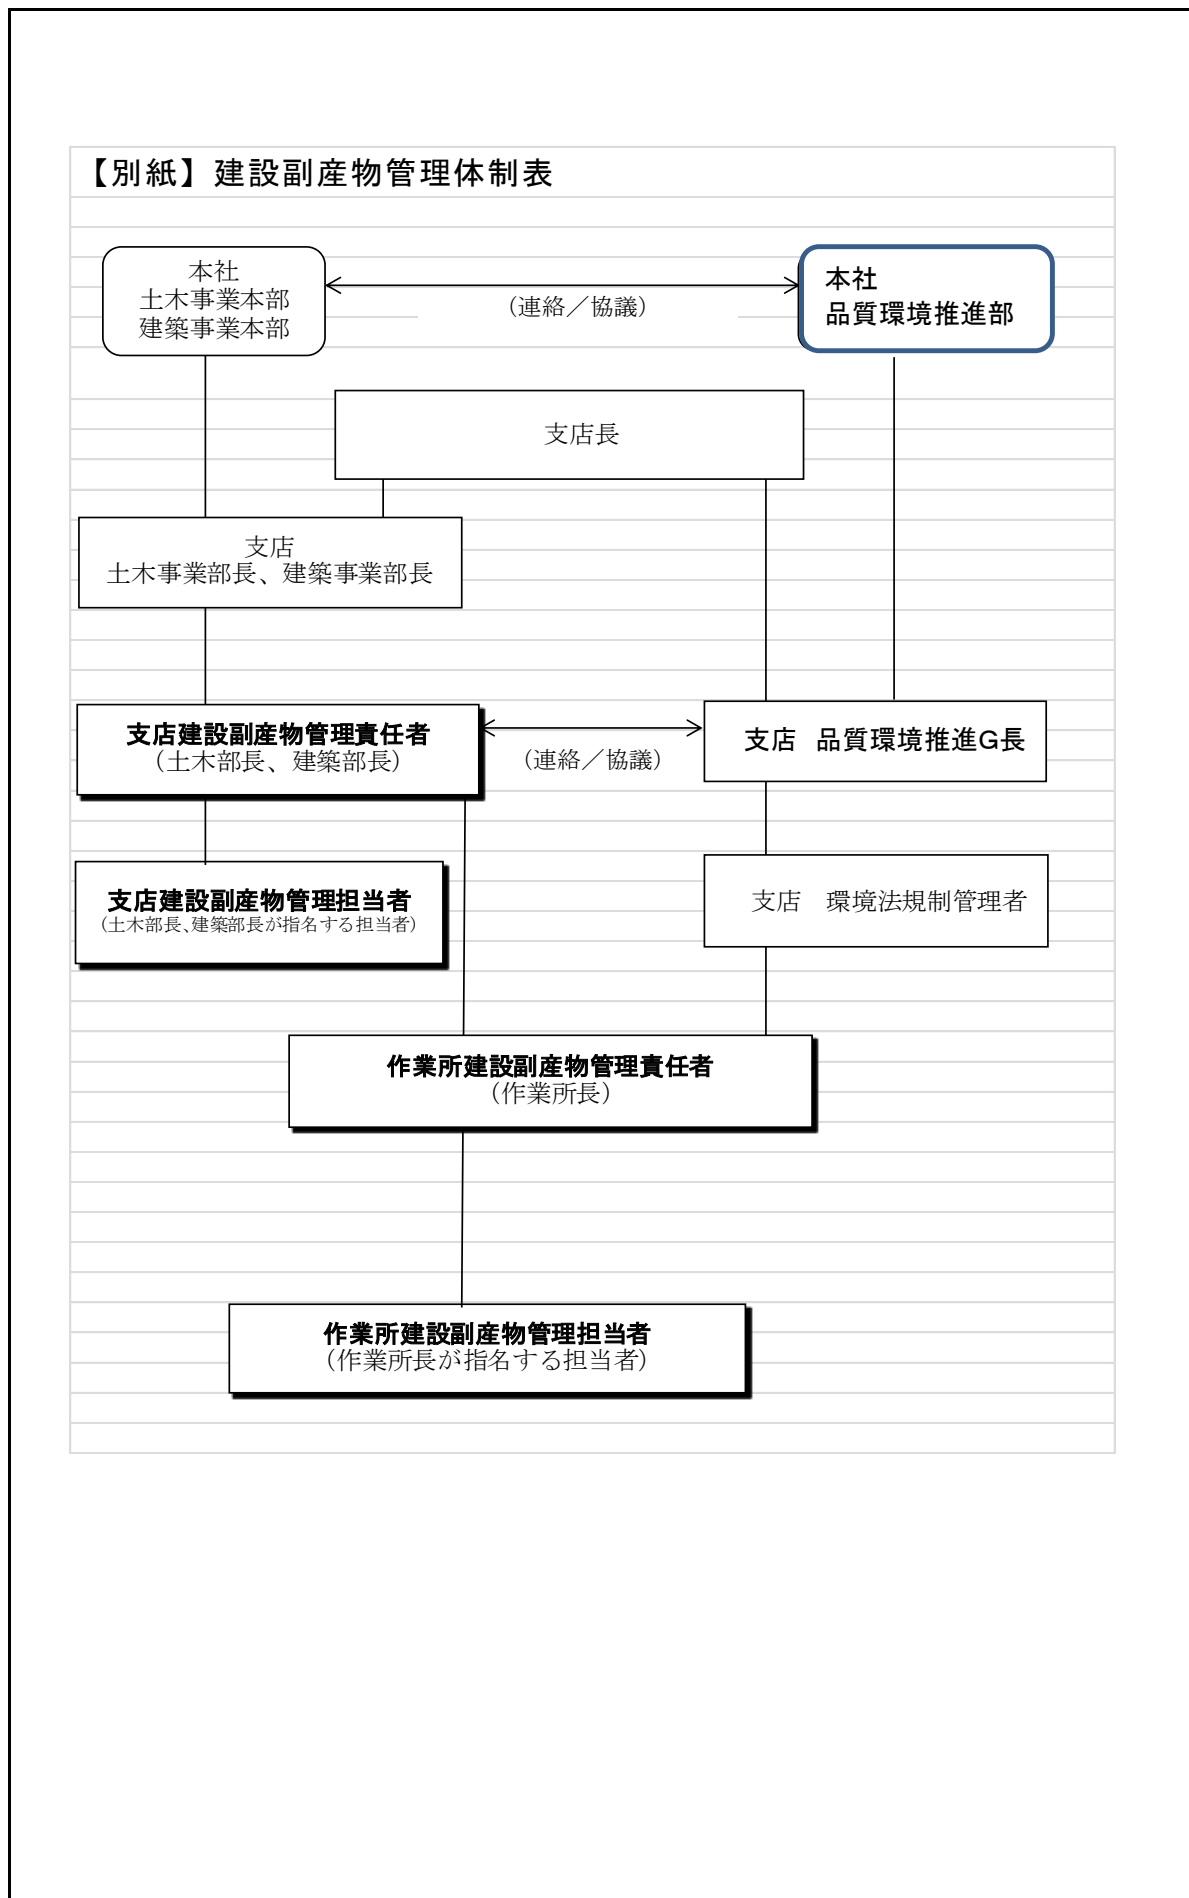 【別紙】建設副産物管理体制表
本社
土木事業本部
建築事業本部
（連絡／協議）
本社
品質環境推進部
支店長
支店
土木事業部長、建築事業部長
支店建設副産物管理責任者
（土木部長、建築部長）
（連絡／協議）
支店　品質環境推進G長
支店建設副産物管理担当者
（土木部長、建築部長が指名する担当者）
支店　環境法規制管理者
作業所建設副産物管理責任者
（作業所長）
作業所建設副産物管理担当者
（作業所長が指名する担当者）